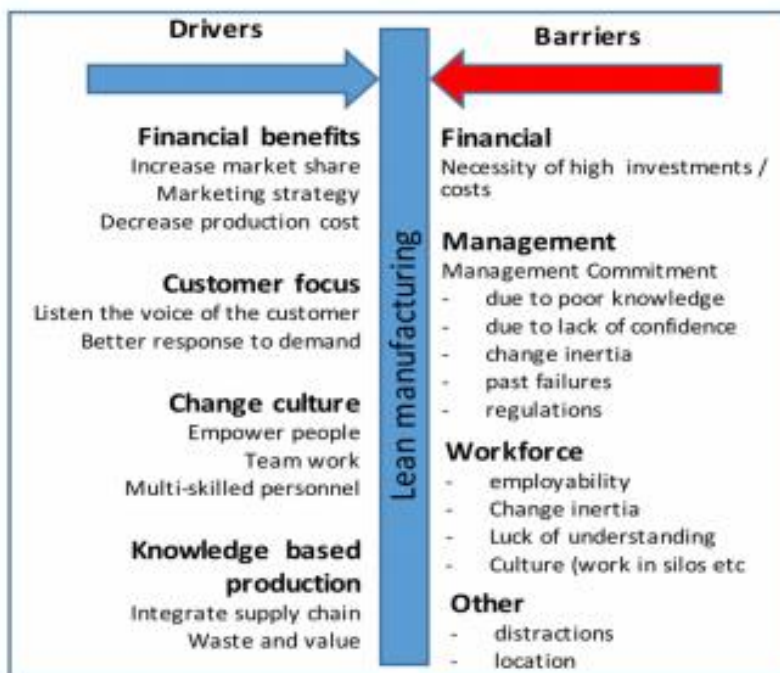 Drivers
Financial benefits
Increase market share
Marketing strategy
Decrease production cost
Customer focus
Listen the voice of the customer
Better response to demand
Change culture
Empower people
Team work
Multi-skilled personnel
Knowledge based
production
Integrate supply chain
Waste and value
Lean manufacturing
Barriers
Financial
Necessity of high investments /
costs
Management
Management Commitment
- due to poor knowledge
- due to lack of confidence
- change inertia
- past failures
- regulations
Workforce
- employability
- Change inertia
- Luck of understanding
- Culture (work in silos etc
Other
- distractions
- location